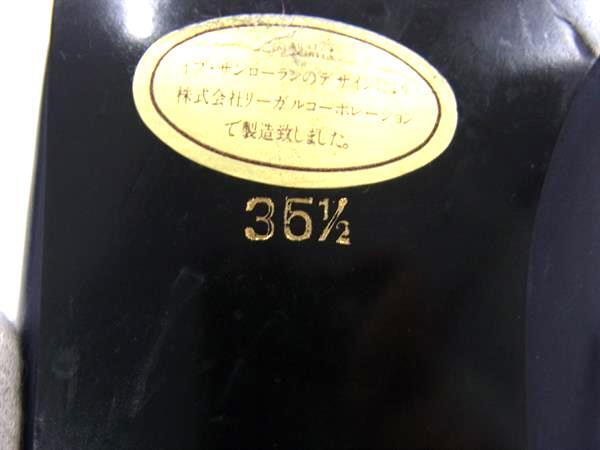 イブ・サンローランのデザインにより
株式会社リーガルコーポレーション
で製造致しました。
35½